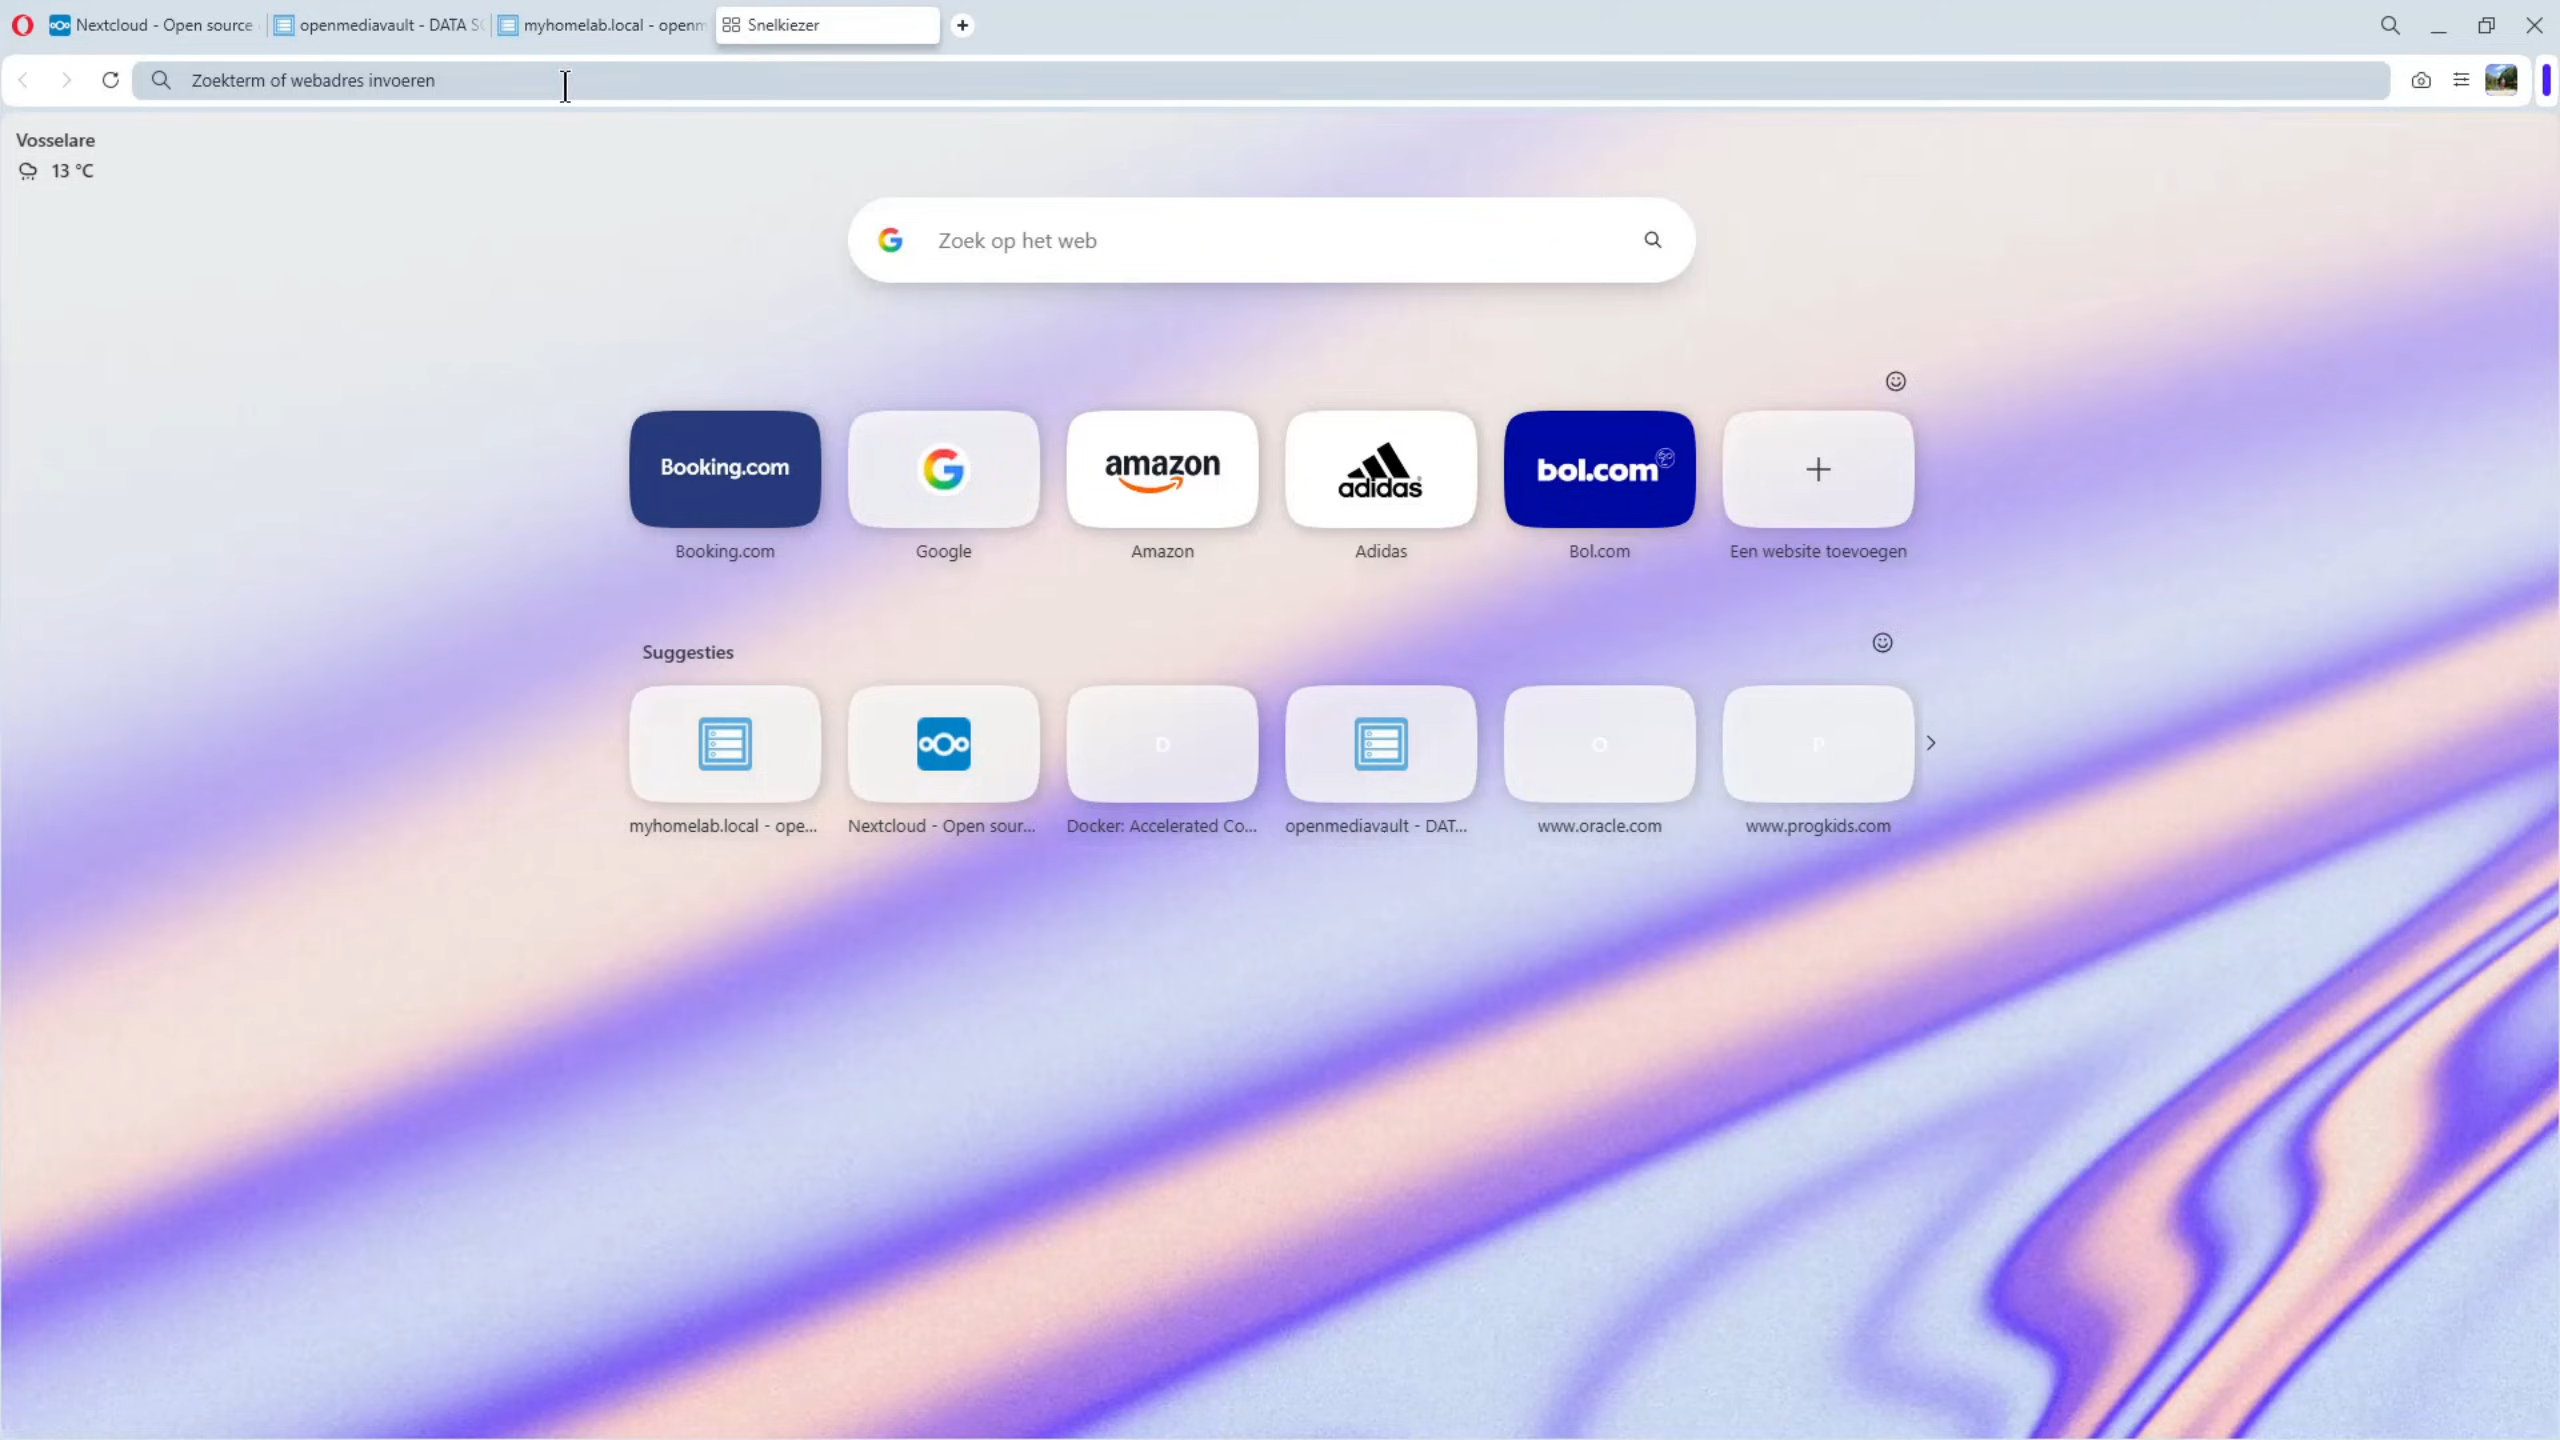 Nextcloud - Open source
openmediavault - DATA S
myhomelab.local - openm
Snelkiezer
Zoekterm of webadres invoeren
Vosselare
13 °C
Zoek op het web
Booking.com
amazon
adidas
bol.com
Booking.com
Google
Amazon
Adidas
Bol.com
Een website toevoegen
Suggesties
D
O
P
myhomelab.local - ope...
Nextcloud - Open sour...
Docker: Accelerated Co...
openmediavault - DAT...
www.oracle.com
www.progkids.com